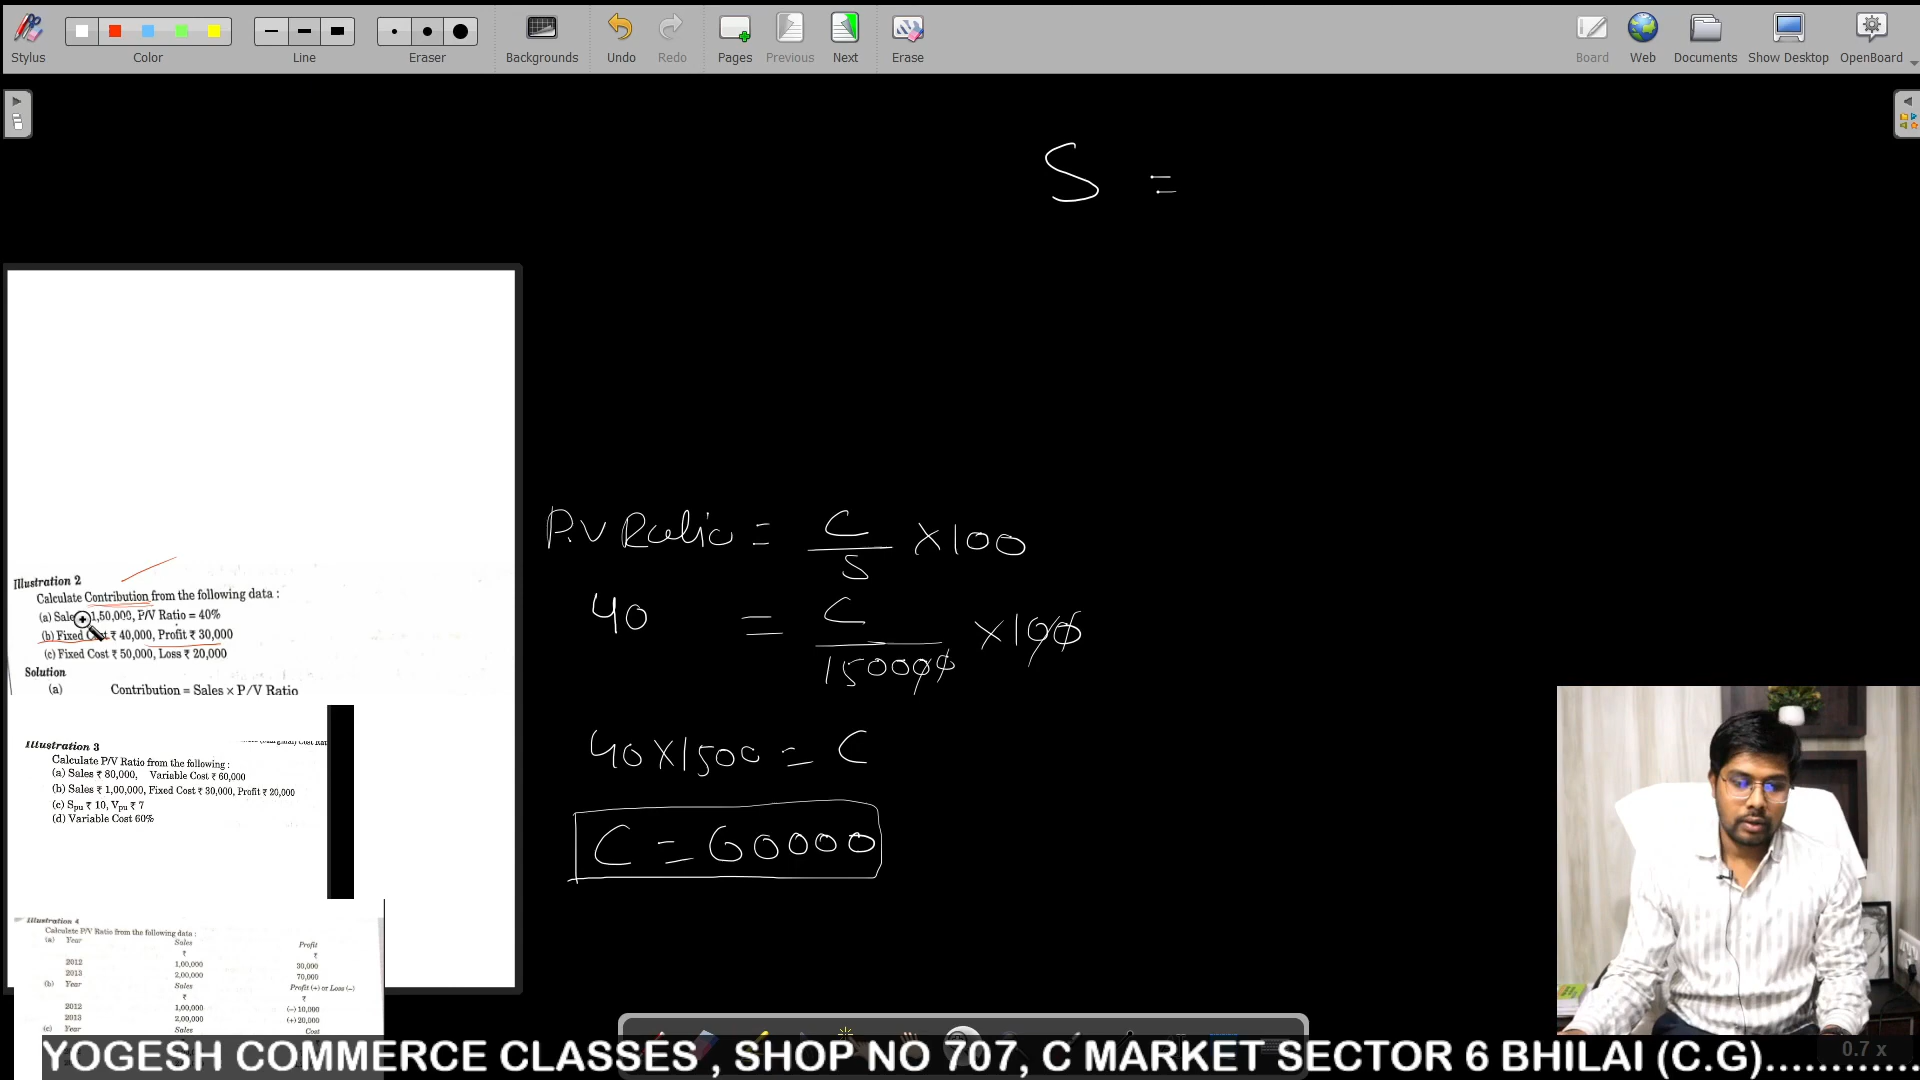 Stylus Color Line Eraser Backgrounds Undo Redo Pages Previous Next Erase Board Web Documents Show Desktop OpenBoard
S =
Illustration 2
Calculate Contribution from the following data :
(a) Sale 1,50,000, P/V Ratio = 40%
(b) Fixed Cost ₹ 40,000, Profit ₹ 30,000
(c) Fixed Cost ₹ 50,000, Loss ₹ 20,000
Solution
(a) Contribution = Sales × P/V Ratio
Illustration 3
Calculate P/V Ratio from the following :
(a) Sales ₹ 80,000, Variable Cost ₹ 60,000
(b) Sales ₹ 1,00,000, Fixed Cost ₹ 30,000, Profit ₹ 20,000
(c) Spu ₹ 10, Vpu ₹ 7
(d) Variable Cost 60%
Illustration 4
Calculate P/V Ratio from the following data :
(a) Year Sales Profit
₹ ₹
2012 1,00,000 30,000
2013 2,00,000 70,000
(b) Year Sales Profit (+) or Loss (–)
₹ ₹
2012 1,00,000 (–) 10,000
2013 2,00,000 (+) 20,000
(c) Year Sales Cost
P.V Ratio = C/S ×100
40 = C/150000 ×100
40×1500 = C
C = 60000
YOGESH COMMERCE CLASSES , SHOP NO 707, C MARKET SECTOR 6 BHILAI (C.G)............
0.7 x